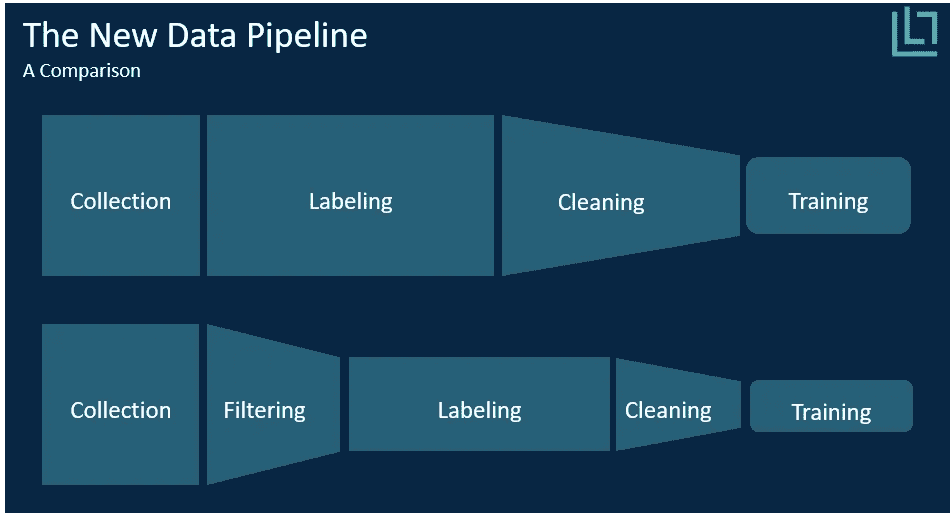 The New Data Pipeline
A Comparison
Collection
Labeling
Cleaning
Training
Collection
Filtering
Labeling
Cleaning
Training